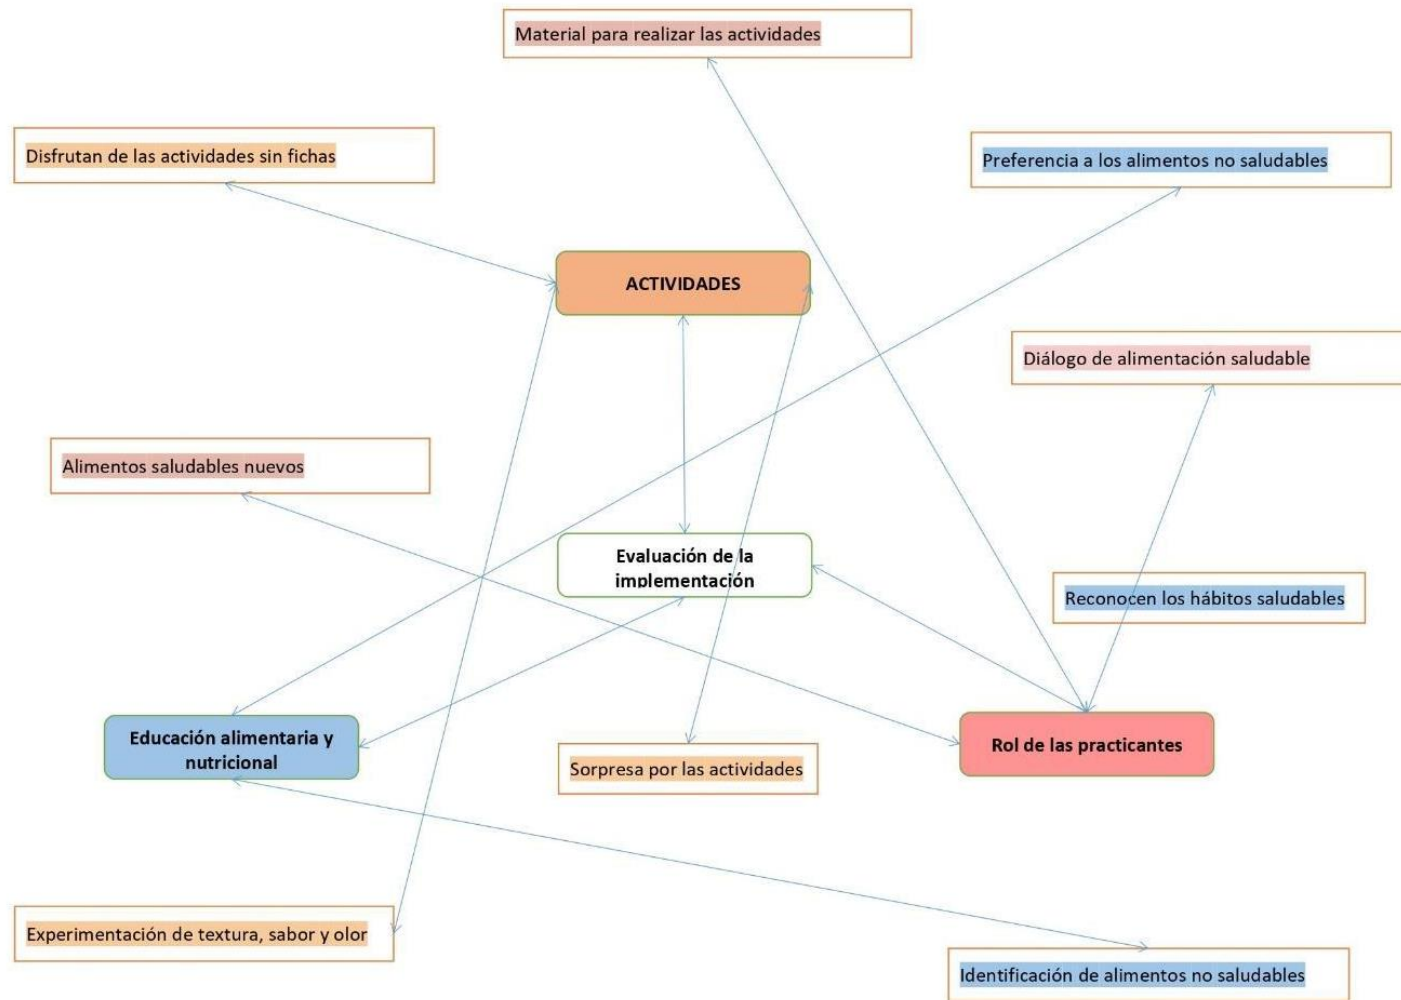 Material para realizar las actividades
Disfrutan de las actividades sin fichas
Preferencia a los alimentos no saludables
ACTIVIDADES
Diálogo de alimentación saludable
Alimentos saludables nuevos
Evaluación de la
implementación
Reconocen los hábitos saludables
Educación alimentaria y
nutricional
Rol de las practicantes
Sorpresa por las actividades
Experimentación de textura, sabor y olor
Identificación de alimentos no saludables